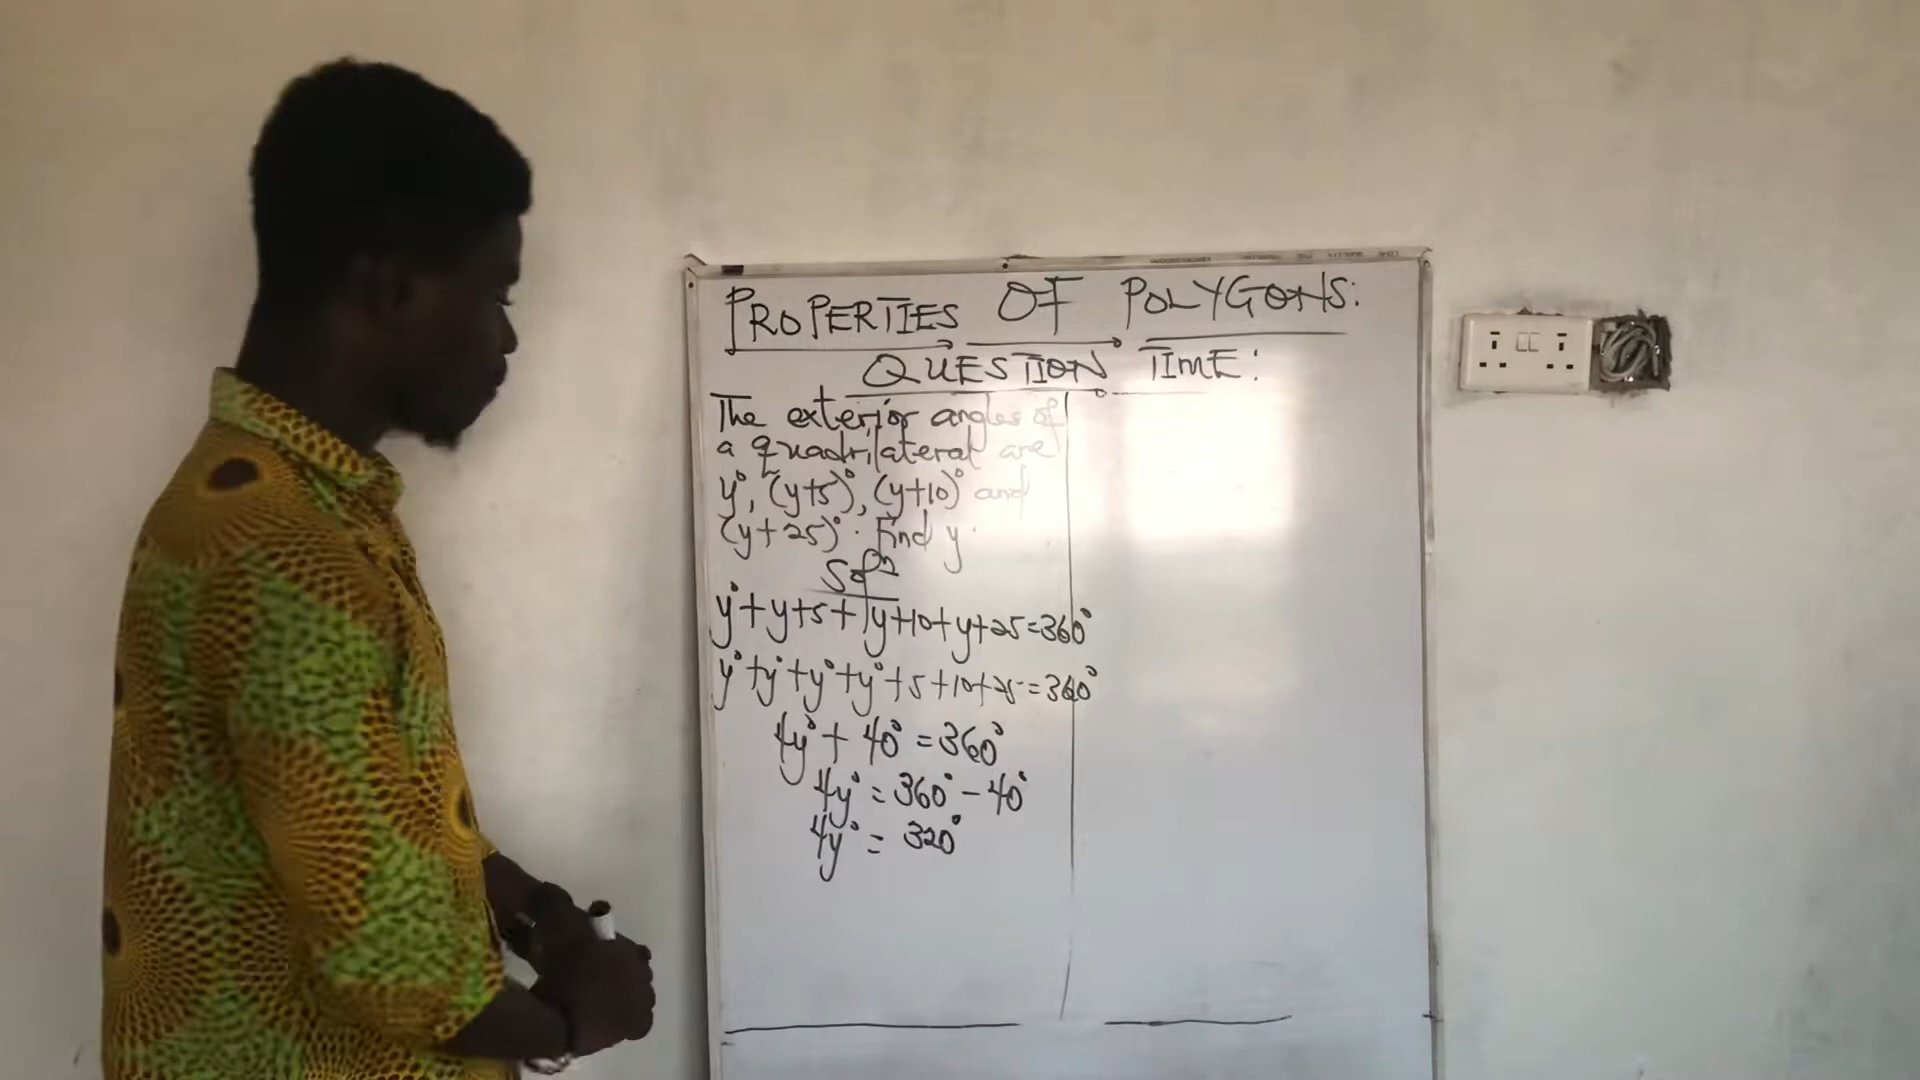 PROPERTIES OF POLYGONS:
QUESTION TIME:
The exterior angles of
a quadrilateral are
y°, (y+5)°, (y+10)° and
(y+25)°. Find y.
Solⁿ
y°+y+5+y+10+y+25=360°
y°+y°+y°+y°+5+10+25=360°
4y°+40°=360°
4y°=360°-40°
4y°=320°